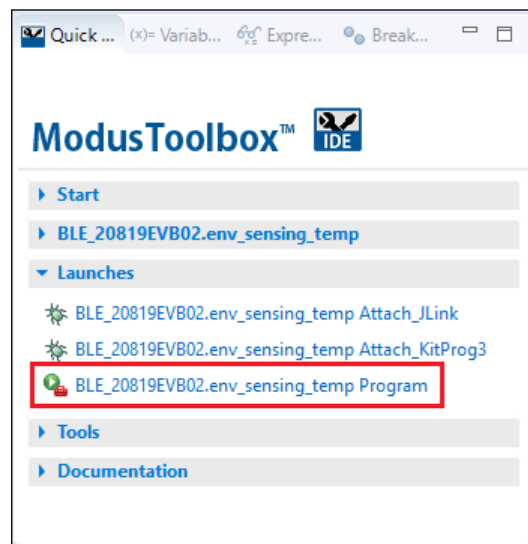 Quick ... (x)= Variab... Expre... Break...
ModusToolbox™ IDE
Start
BLE_20819EVB02.env_sensing_temp
Launches
BLE_20819EVB02.env_sensing_temp Attach_JLink
BLE_20819EVB02.env_sensing_temp Attach_KitProg3
BLE_20819EVB02.env_sensing_temp Program
Tools
Documentation